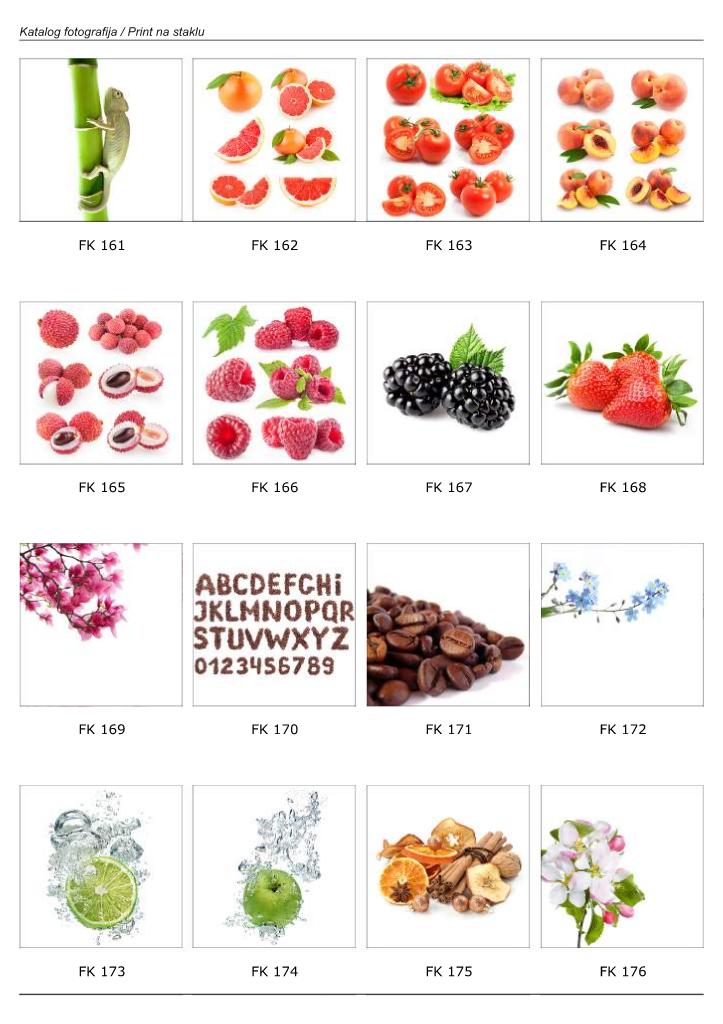 Katalog fotografija / Print na staklu
FK 161 FK 162 FK 163 FK 164
FK 165 FK 166 FK 167 FK 168
ABCDEFGHi
JKLMNOPQR
STUVWXYZ
0123456789
FK 169 FK 170 FK 171 FK 172
FK 173 FK 174 FK 175 FK 176